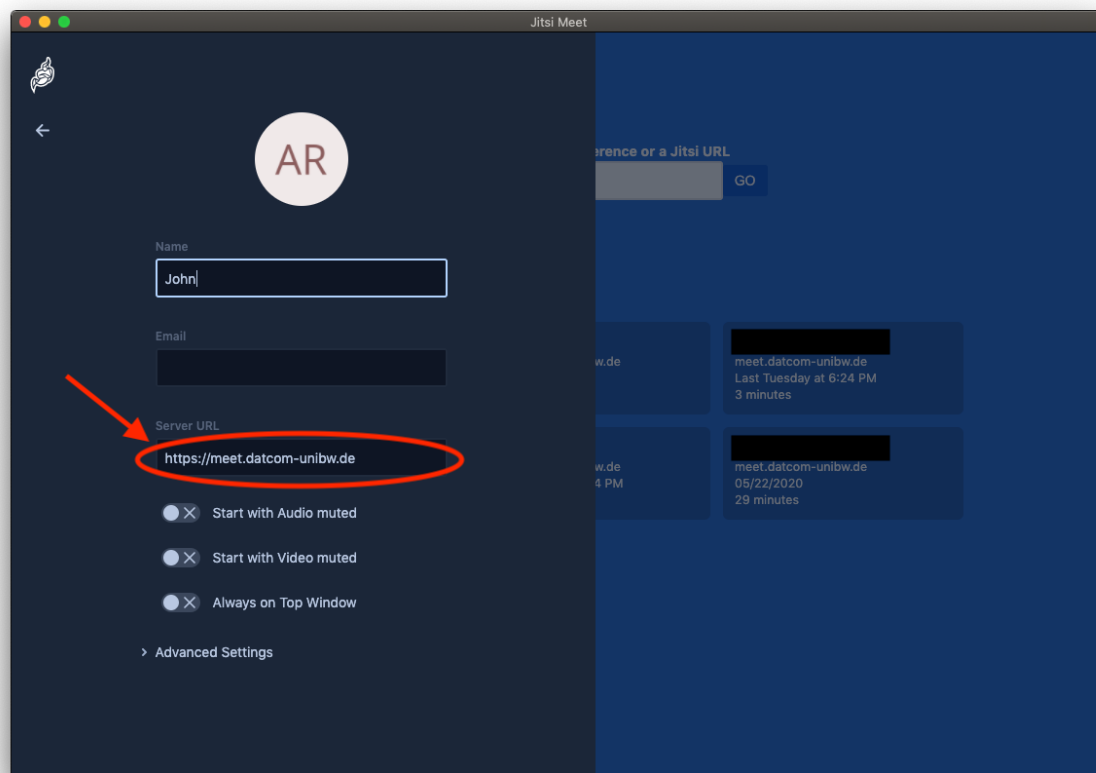 Jitsi Meet
AR
Name
John
Email
Server URL
https://meet.datcom-unibw.de
Start with Audio muted
Start with Video muted
Always on Top Window
Advanced Settings
erence or a Jitsi URL
GO
w.de
meet.datcom-unibw.de
Last Tuesday at 6:24 PM
3 minutes
w.de
4 PM
meet.datcom-unibw.de
05/22/2020
29 minutes